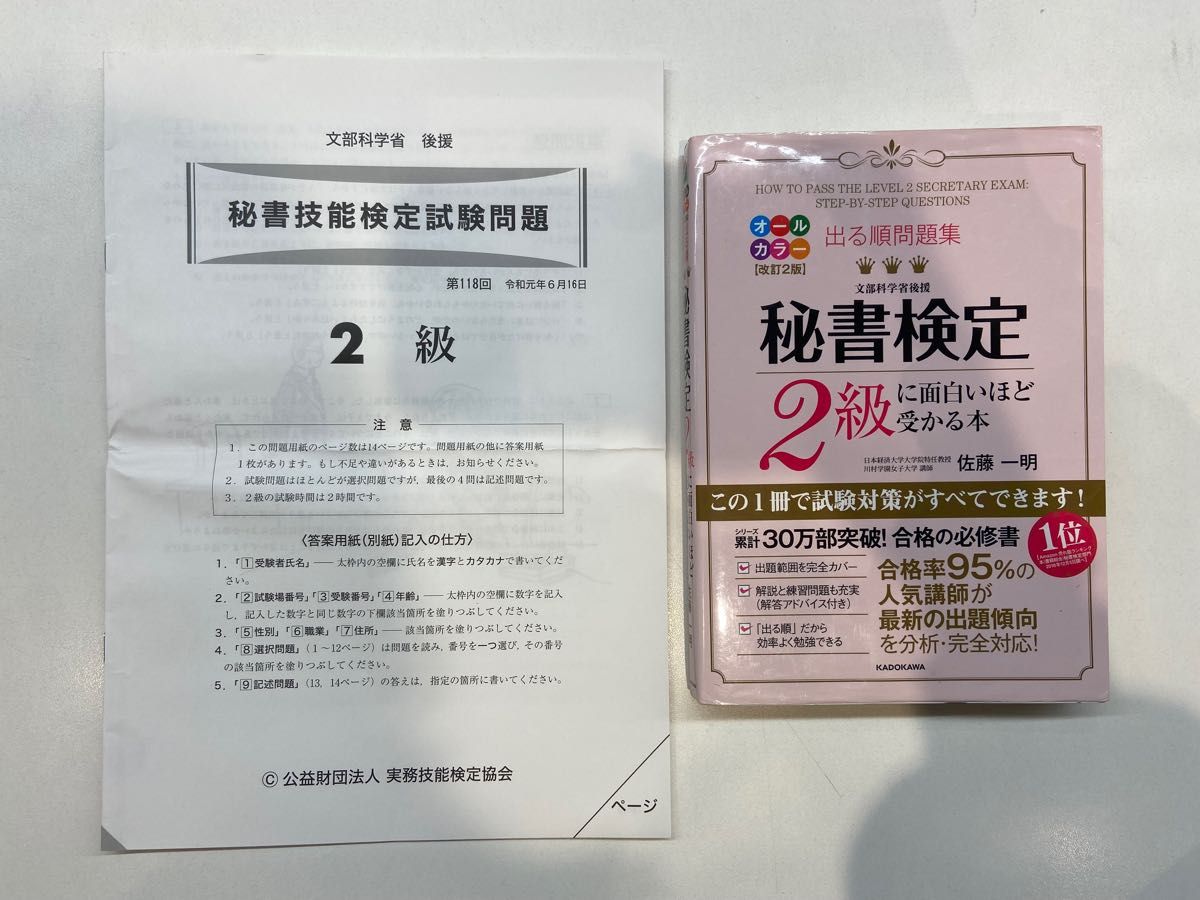 文部科学省 後援
秘書技能検定試験問題
第118回 令和元年6月16日
2 級
注 意
1．この問題用紙のページ数は14ページです。問題用紙の他に答案用紙
1枚があります。もし不足や違いがあるときは，お知らせください。
2．試験問題はほとんどが選択問題ですが，最後の4問は記述問題です。
3．2級の試験時間は2時間です。
〈答案用紙(別紙)記入の仕方〉
1．「1受験者氏名」── 太枠内の空欄に氏名を漢字とカタカナで書いてくだ
さい。
2．「2試験場番号」「3受験番号」「4年齢」── 太枠内の空欄に数字を記入
し，記入した数字と同じ数字の下欄該当箇所を塗りつぶしてください。
3．「5性別」「6職業」「7住所」── 該当箇所を塗りつぶしてください。
4．「8選択問題」（1～12ページ）は問題を読み，番号を一つ選び，その番号
の該当箇所を塗りつぶしてください。
5．「9記述問題」（13，14ページ）の答えは，指定の箇所に書いてください。
© 公益財団法人 実務技能検定協会
ページ
HOW TO PASS THE LEVEL 2 SECRETARY EXAM:
STEP-BY-STEP QUESTIONS
オール
カラー
【改訂2版】
出る順問題集
文部科学省後援
秘書検定
2級に面白いほど
受かる本
日本経済大学大学院特任教授
川村学園女子大学 講師
佐藤 一明
この1冊で試験対策がすべてできます!
シリーズ
累計30万部突破!合格の必修書
1位
出題範囲を完全カバー
解説と練習問題も充実
(解答アドバイス付き)
「出る順」だから
効率よく勉強できる
合格率95%の
人気講師が
最新の出題傾向
を分析・完全対応!
KADOKAWA